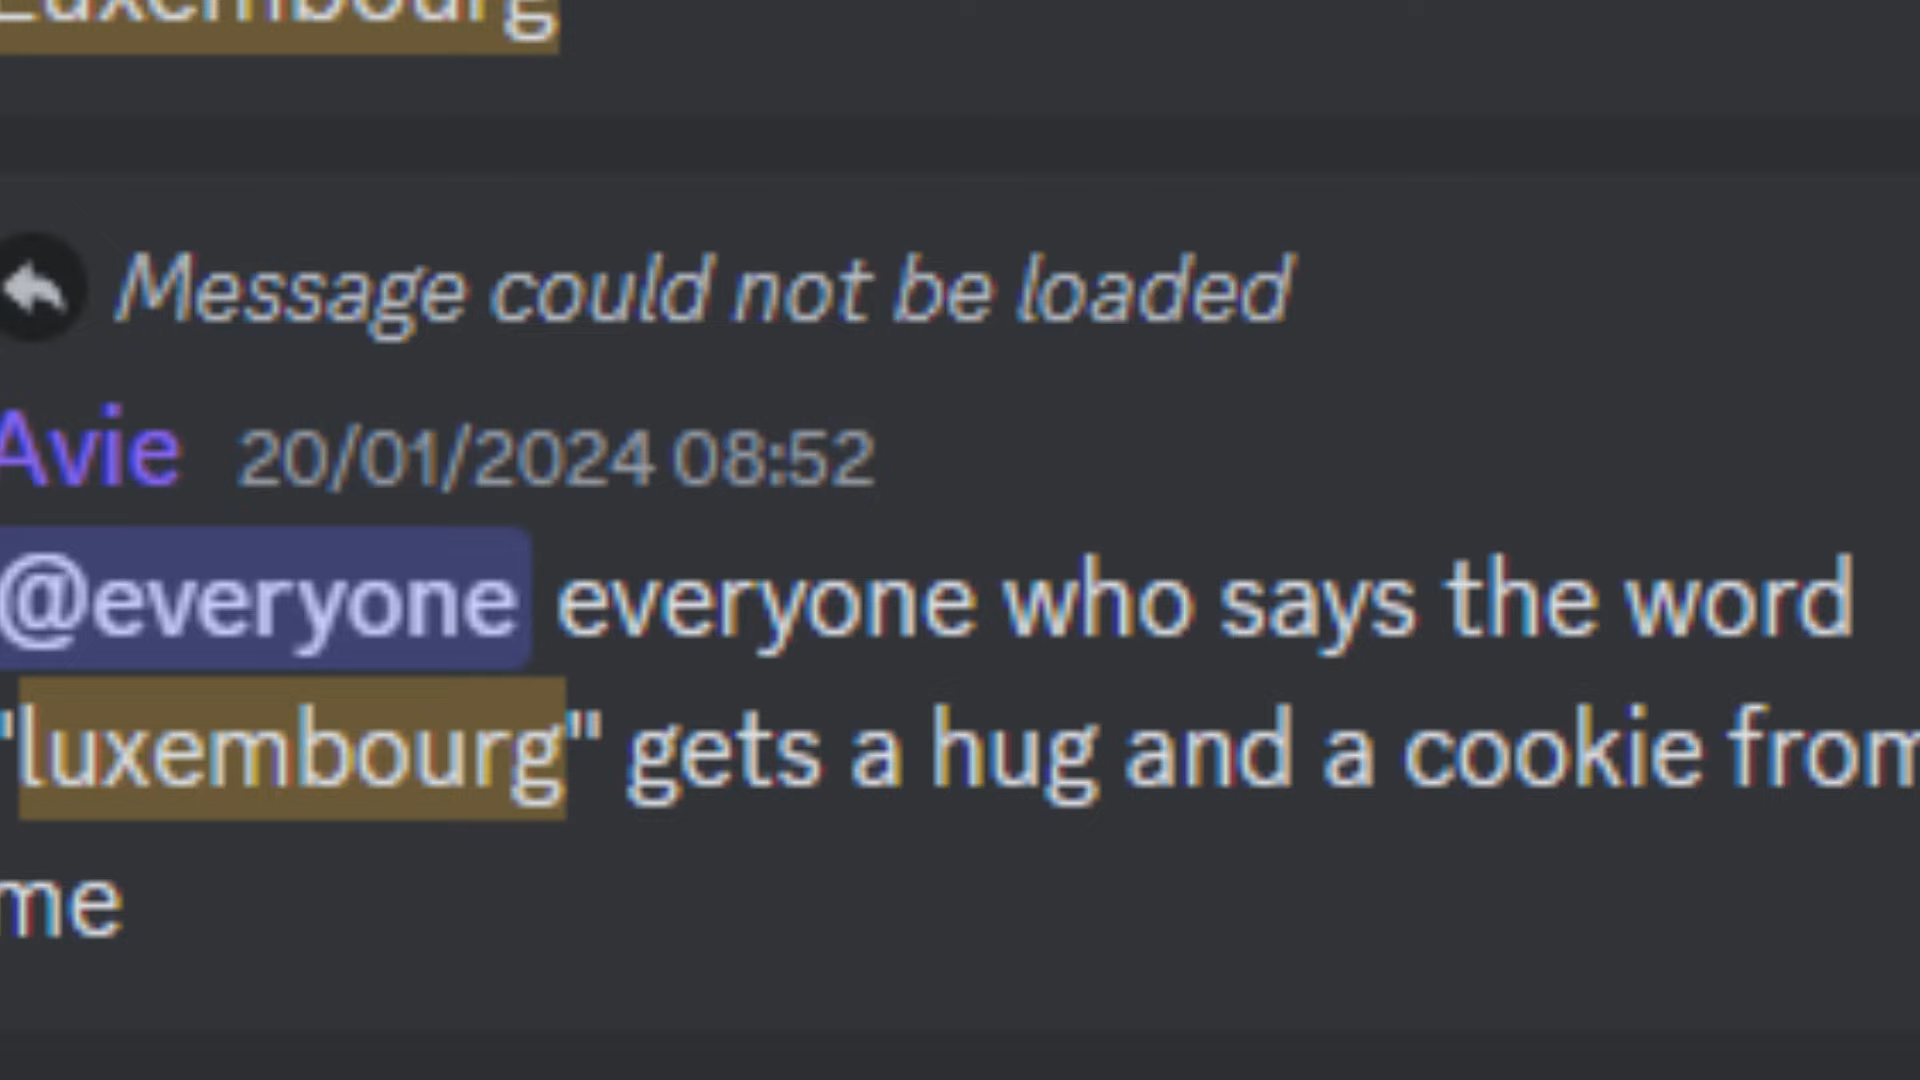 Luxembourg
Message could not be loaded
Avie 20/01/2024 08:52
@everyone everyone who says the word
"luxembourg" gets a hug and a cookie from
me